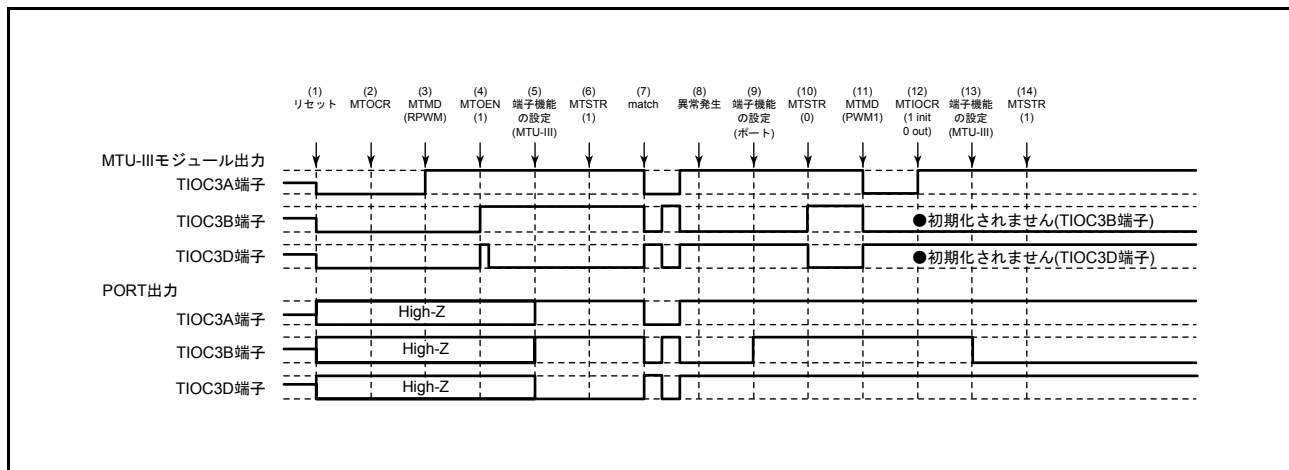 (1) (2) (3) (4) (5) (6) (7) (8) (9) (10) (11) (12) (13) (14)
リセット MTOCR MTMD MTOEN 端子機能 MTSTR match 異常発生 端子機能 MTSTR MTMD MTIOCR 端子機能 MTSTR
(RPWM) (1) の設定 (1) の設定 (0) (PWM1) (1 init の設定 (1)
(MTU-III) (ポート) 0 out) (MTU-III)
MTU-IIIモジュール出力
TIOC3A端子
TIOC3B端子 ●初期化されません(TIOC3B端子)
TIOC3D端子 ●初期化されません(TIOC3D端子)
PORT出力
TIOC3A端子 High-Z
TIOC3B端子 High-Z
TIOC3D端子 High-Z